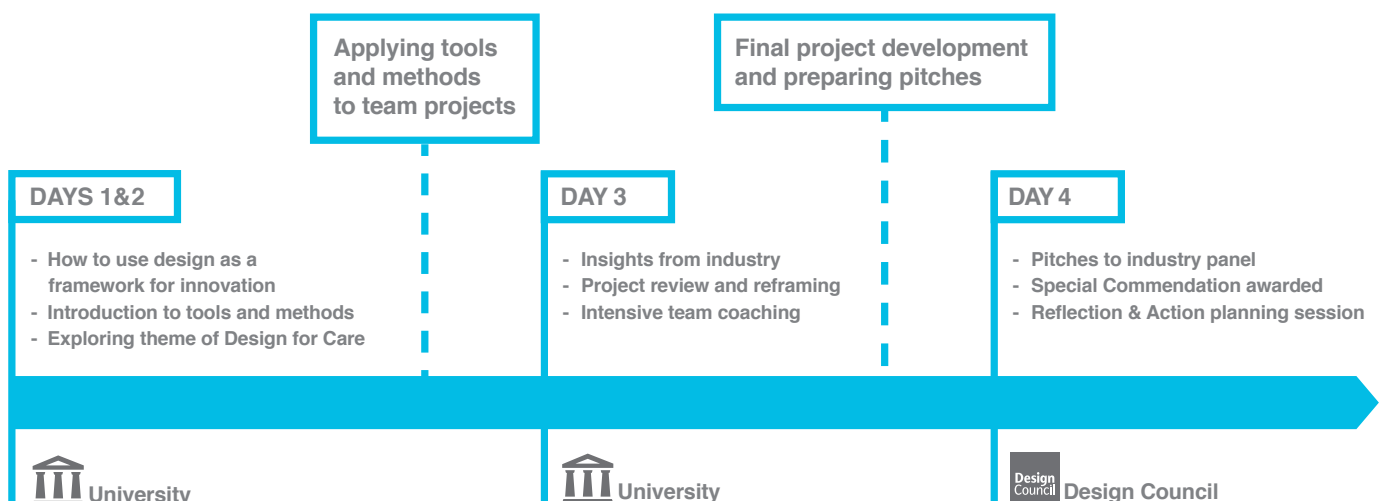 Applying tools
and methods
to team projects
Final project development
and preparing pitches
DAYS 1&2
- How to use design as a
framework for innovation
- Introduction to tools and methods
- Exploring theme of Design for Care
DAY 3
- Insights from industry
- Project review and reframing
- Intensive team coaching
DAY 4
- Pitches to industry panel
- Special Commendation awarded
- Reflection & Action planning session
University
University
Design
Council
Design Council